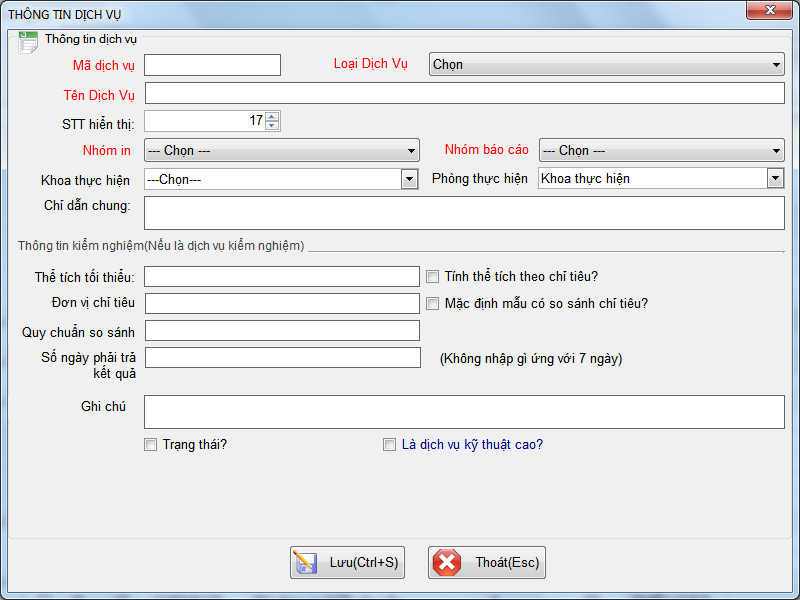 THÔNG TIN DỊCH VỤ
Thông tin dịch vụ
Mã dịch vụ
Loại Dịch Vụ
Chọn
Tên Dịch Vụ
STT hiển thị:
17
Nhóm in
--- Chọn ---
Nhóm báo cáo
--- Chọn ---
Khoa thực hiện
---Chọn---
Phòng thực hiện
Khoa thực hiện
Chỉ dẫn chung:
Thông tin kiểm nghiệm(Nếu là dịch vụ kiểm nghiệm)
Thể tích tối thiểu:
Tính thể tích theo chỉ tiêu?
Đơn vị chỉ tiêu
Mặc định mẫu có so sánh chỉ tiêu?
Quy chuẩn so sánh
Số ngày phải trả
kết quả
(Không nhập gì ứng với 7 ngày)
Ghi chú
Trạng thái?
Là dịch vụ kỹ thuật cao?
Lưu(Ctrl+S)
Thoát(Esc)